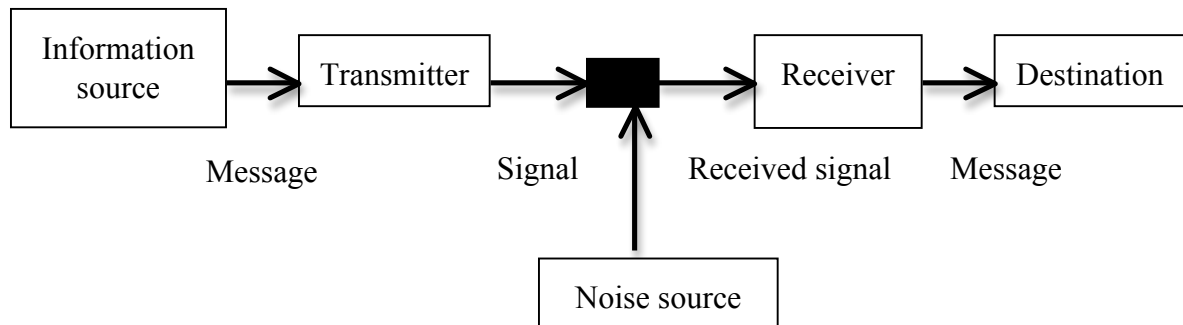 Information
source
Transmitter
Receiver
Destination
Message
Signal
Received signal
Message
Noise source